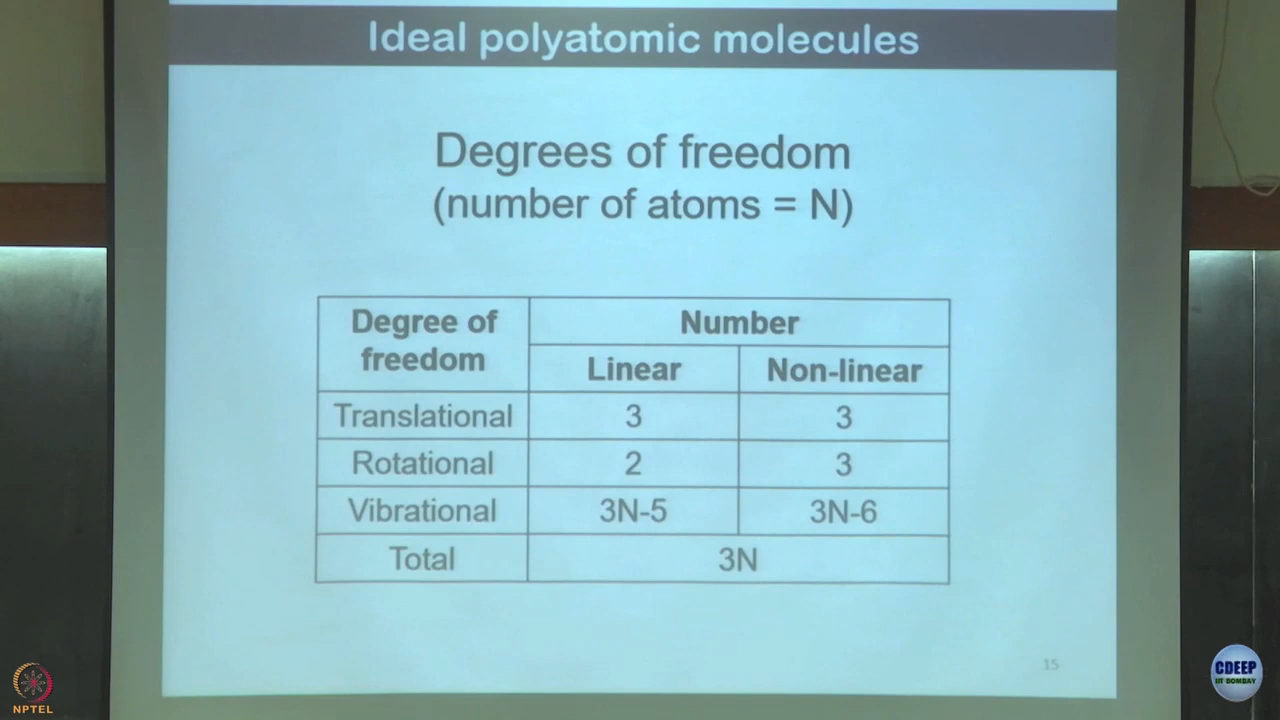 Ideal polyatomic molecules
Degrees of freedom
(number of atoms = N)
Degree of freedom Number
Linear Non-linear
Translational 3 3
Rotational 2 3
Vibrational 3N-5 3N-6
Total 3N
15
NPTEL
CDEEP
IIT BOMBAY